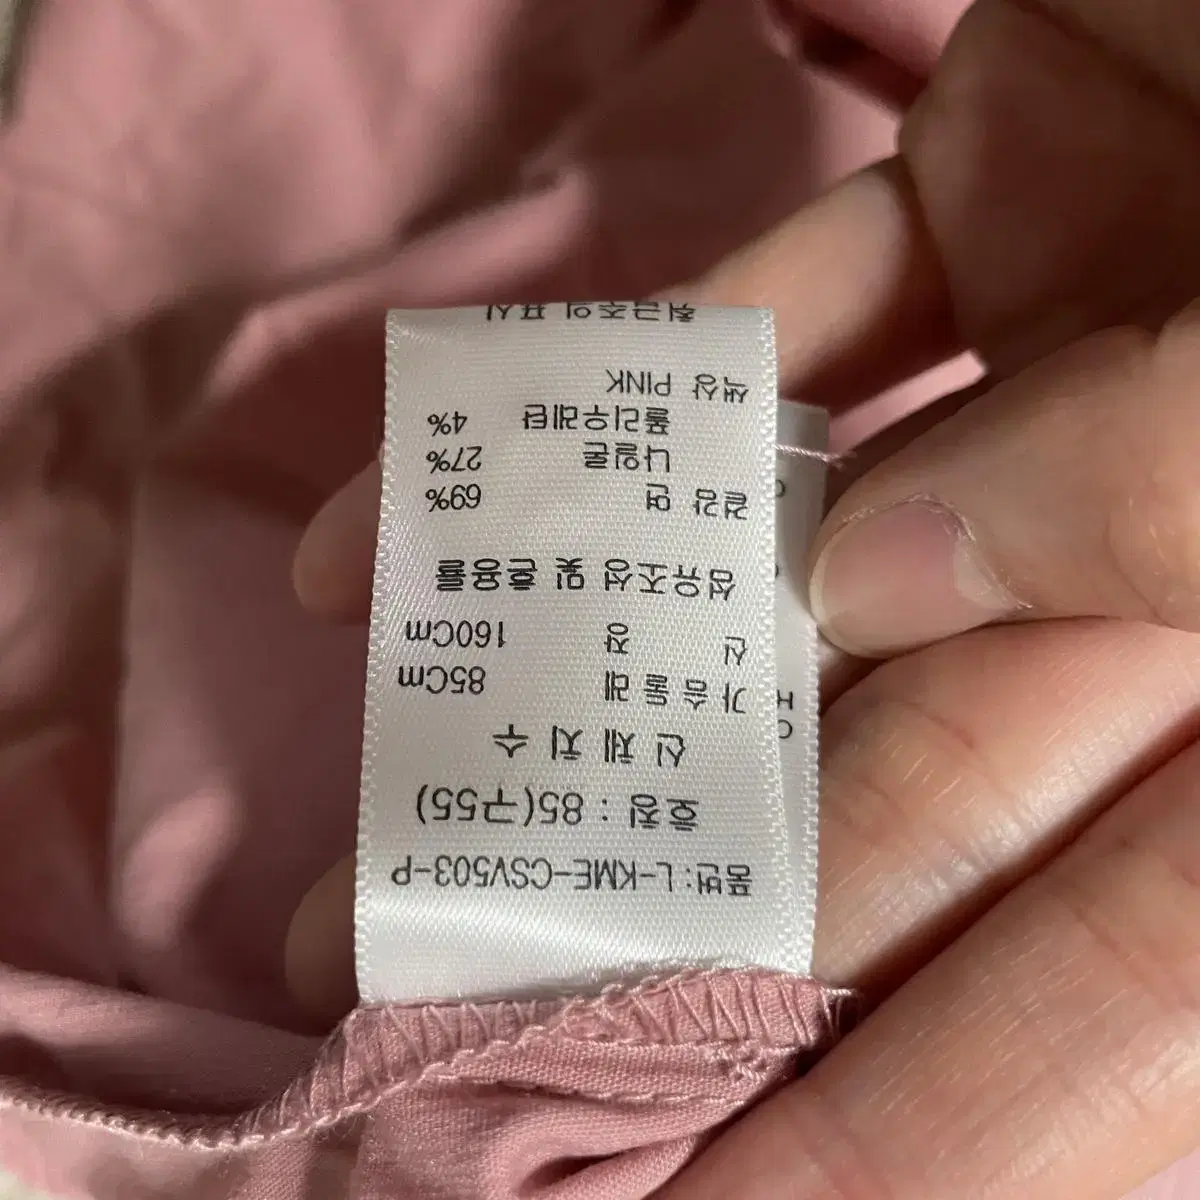 품번:L-KME-CSV503-P
호칭 : 85(구55)
신 체 치 수
가 슴 둘 레 85Cm
신 장 160Cm
섬유조성 및 혼용율
겉감 면 69%
나일론 27%
폴리우레탄 4%
색상 PINK
취급주의 표시